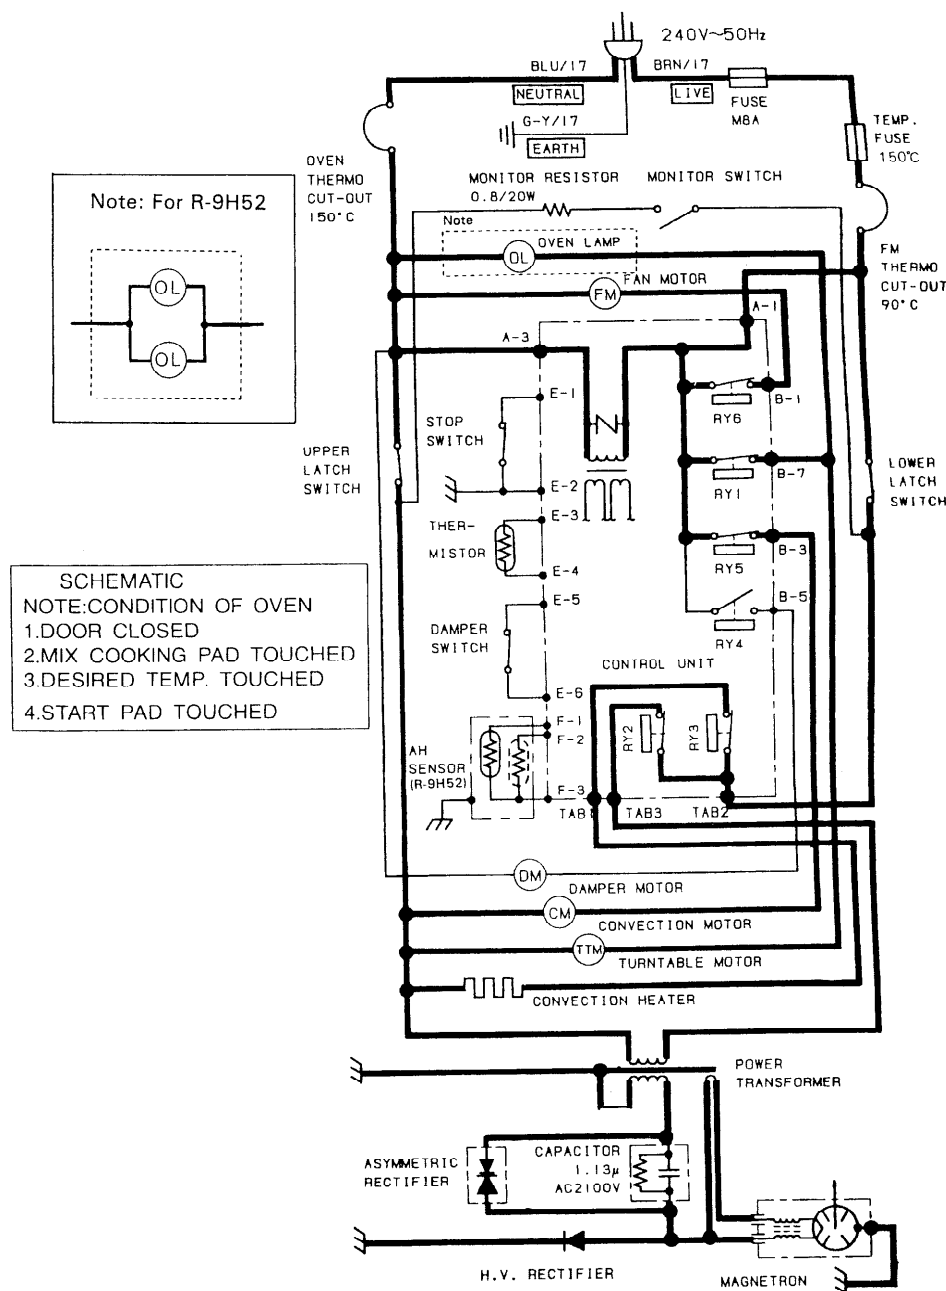 240V~50Hz
BLU/17
BRN/17
NEUTRAL
LIVE
FUSE
M8A
G-Y/17
EARTH
TEMP.
FUSE
150°C
OVEN
THERMO
CUT-OUT
150°C
MONITOR RESISTOR
0.8/20W
MONITOR SWITCH
Note: For R-9H52
OL
OL
Note
OVEN LAMP
OL
FM
THERMO
CUT-OUT
90°C
FAN MOTOR
FM
A-1
A-3
E-1
B-1
RY6
STOP
SWITCH
UPPER
LATCH
SWITCH
B-7
RY1
LOWER
LATCH
SWITCH
E-2
E-3
THER-
MISTOR
B-3
RY5
E-4
SCHEMATIC
NOTE:CONDITION OF OVEN
1.DOOR CLOSED
2.MIX COOKING PAD TOUCHED
3.DESIRED TEMP. TOUCHED
4.START PAD TOUCHED
E-5
B-5
RY4
DAMPER
SWITCH
CONTROL UNIT
E-6
F-1
F-2
RY2
RY3
AH
SENSOR
(R-9H52)
F-3
TAB1
TAB3
TAB2
DM
DAMPER MOTOR
CM
CONVECTION MOTOR
TTM
TURNTABLE MOTOR
CONVECTION HEATER
POWER
TRANSFORMER
ASYMMETRIC
RECTIFIER
CAPACITOR
1.13μ
AC2100V
H.V. RECTIFIER
MAGNETRON